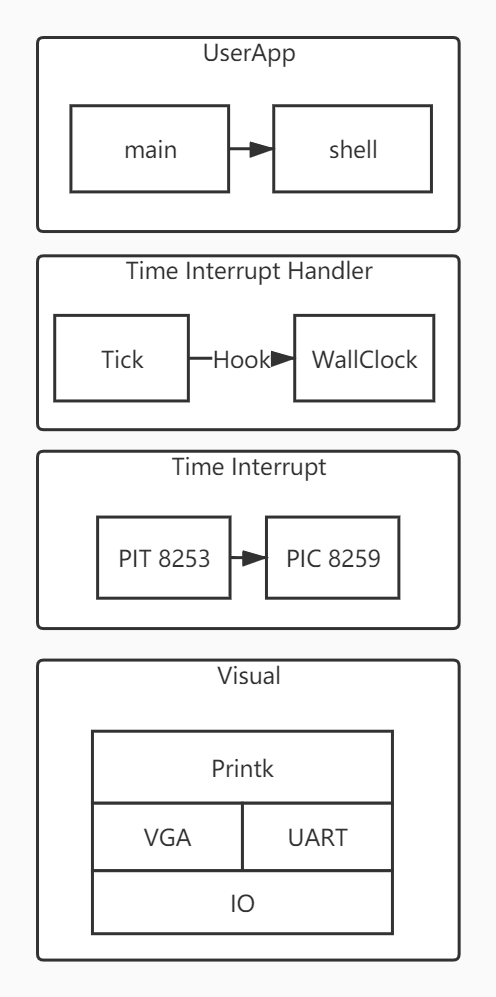 UserApp
main
shell
Time Interrupt Handler
Tick
Hook
WallClock
Time Interrupt
PIT 8253
PIC 8259
Visual
Printk
VGA
UART
IO